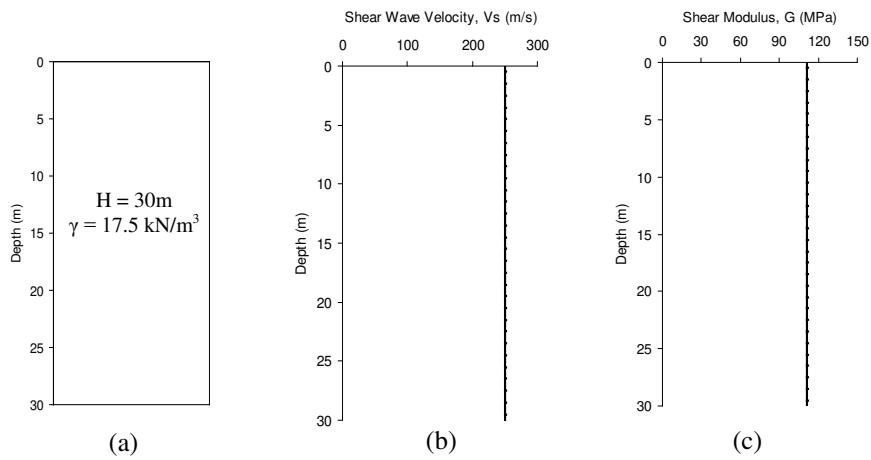 0
5
10
15
20
25
30
Depth (m)
H = 30m
γ = 17.5 kN/m³
(a)
Shear Wave Velocity, Vs (m/s)
0 100 200 300
0
5
10
15
20
25
30
Depth (m)
(b)
Shear Modulus, G (MPa)
0 30 60 90 120 150
0
5
10
15
20
25
30
Depth (m)
(c)